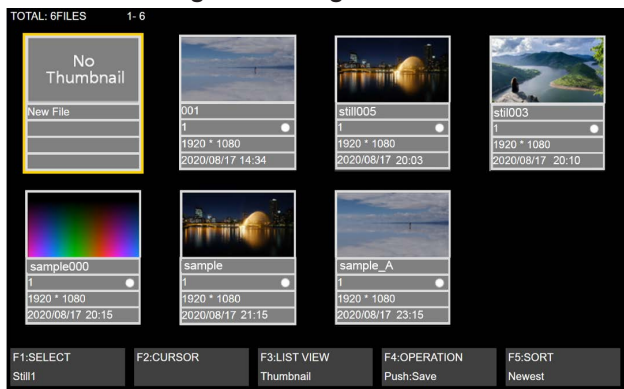 TOTAL: 6FILES 1- 6
No
Thumbnail
New File
001
1
1920 * 1080
2020/08/17 14:34
still005
1
1920 * 1080
2020/08/17 20:03
stil003
1
1920 * 1080
2020/08/17 20:10
sample000
1
1920 * 1080
2020/08/17 20:15
sample
1
1920 * 1080
2020/08/17 21:15
sample_A
1
1920 * 1080
2020/08/17 23:15
F1:SELECT
Still1
F2:CURSOR
F3:LIST VIEW
Thumbnail
F4:OPERATION
Push:Save
F5:SORT
Newest